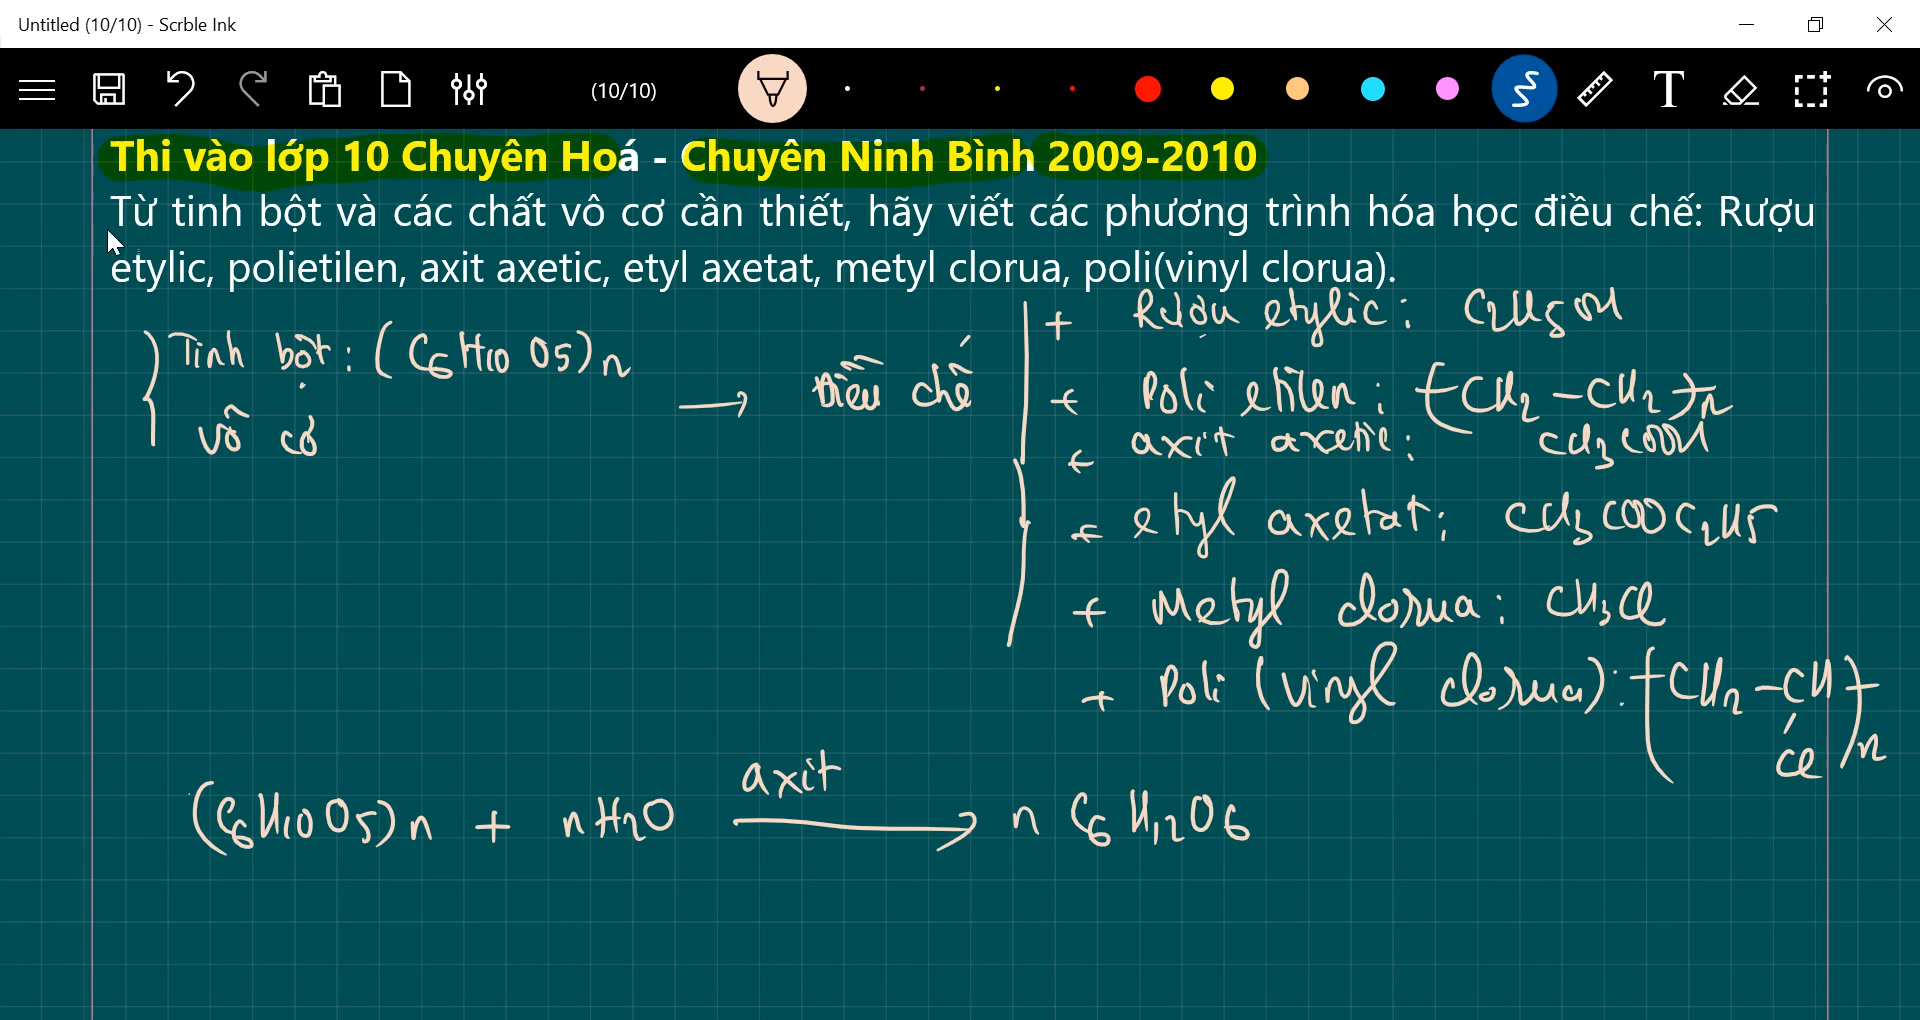 Untitled (10/10) - Scrble Ink
(10/10)
T
Thi vào lớp 10 Chuyên Hoá - Chuyên Ninh Bình 2009-2010
Từ tinh bột và các chất vô cơ cần thiết, hãy viết các phương trình hóa học điều chế: Rượu
etylic, polietilen, axit axetic, etyl axetat, metyl clorua, poli(vinyl clorua).
Tinh bột: (C6H10O5)n
vô cơ
→ điều chế
+ Rượu etylic: C2H5OH
+ Poli etilen: (CH2-CH2)n
+ axit axetic: CH3COOH
+ etyl axetat: CH3COOC2H5
+ Metyl clorua: CH3Cl
+ Poli (vinyl clorua): (CH2-CH)n
Cl
axit
(C6H10O5)n + nH2O → n C6H12O6